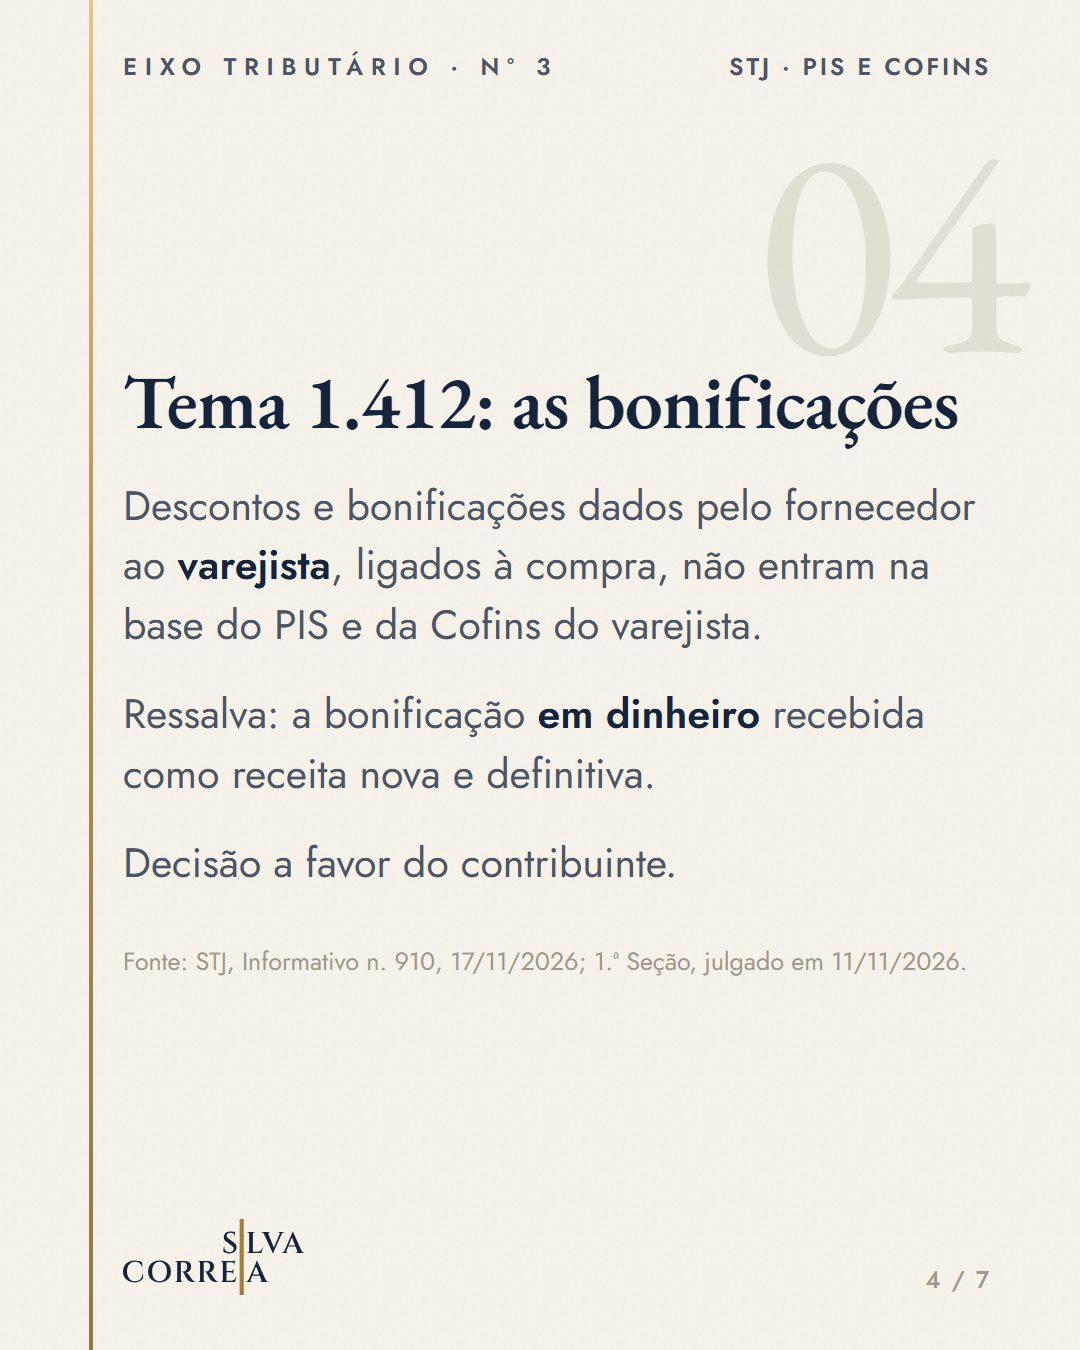 EIXO TRIBUTÁRIO · N° 3
STJ · PIS E COFINS
04
Tema 1.412: as bonificações
Descontos e bonificações dados pelo fornecedor
ao varejista, ligados à compra, não entram na
base do PIS e da Cofins do varejista.
Ressalva: a bonificação em dinheiro recebida
como receita nova e definitiva.
Decisão a favor do contribuinte.
Fonte: STJ, Informativo n. 910, 17/11/2026; 1.ª Seção, julgado em 11/11/2026.
SILVA
CORREIA
4 / 7